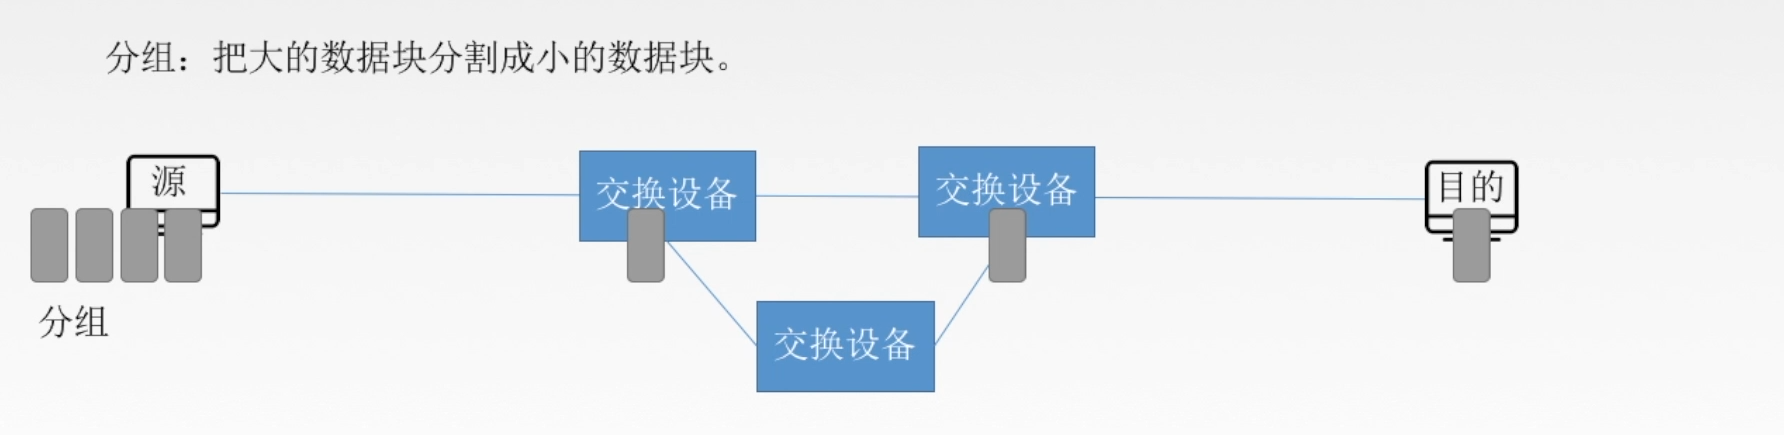 分组：把大的数据块分割成小的数据块。
源
交换设备
交换设备
目的
分组
交换设备